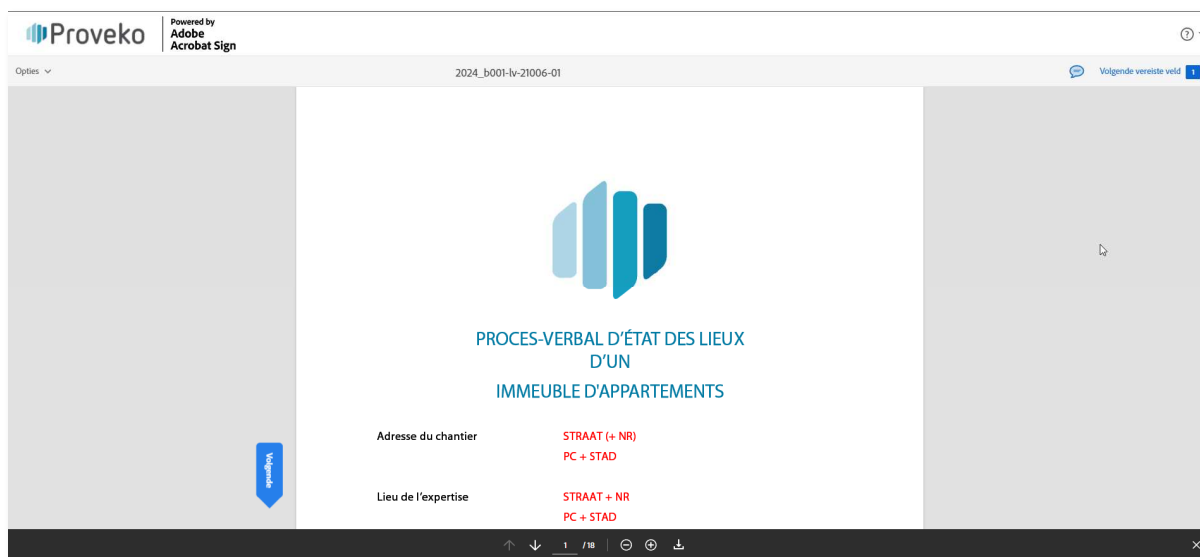 Proveko
Powered by
Adobe
Acrobat Sign
Opties
2024_b001-lv-21006-01
Volgende vereiste veld 1
PROCES-VERBAL D'ÉTAT DES LIEUX
D'UN
IMMEUBLE D'APPARTEMENTS
Adresse du chantier STRAAT (+ NR)
PC + STAD
Volgende
Lieu de l'expertise STRAAT + NR
PC + STAD
1 /18